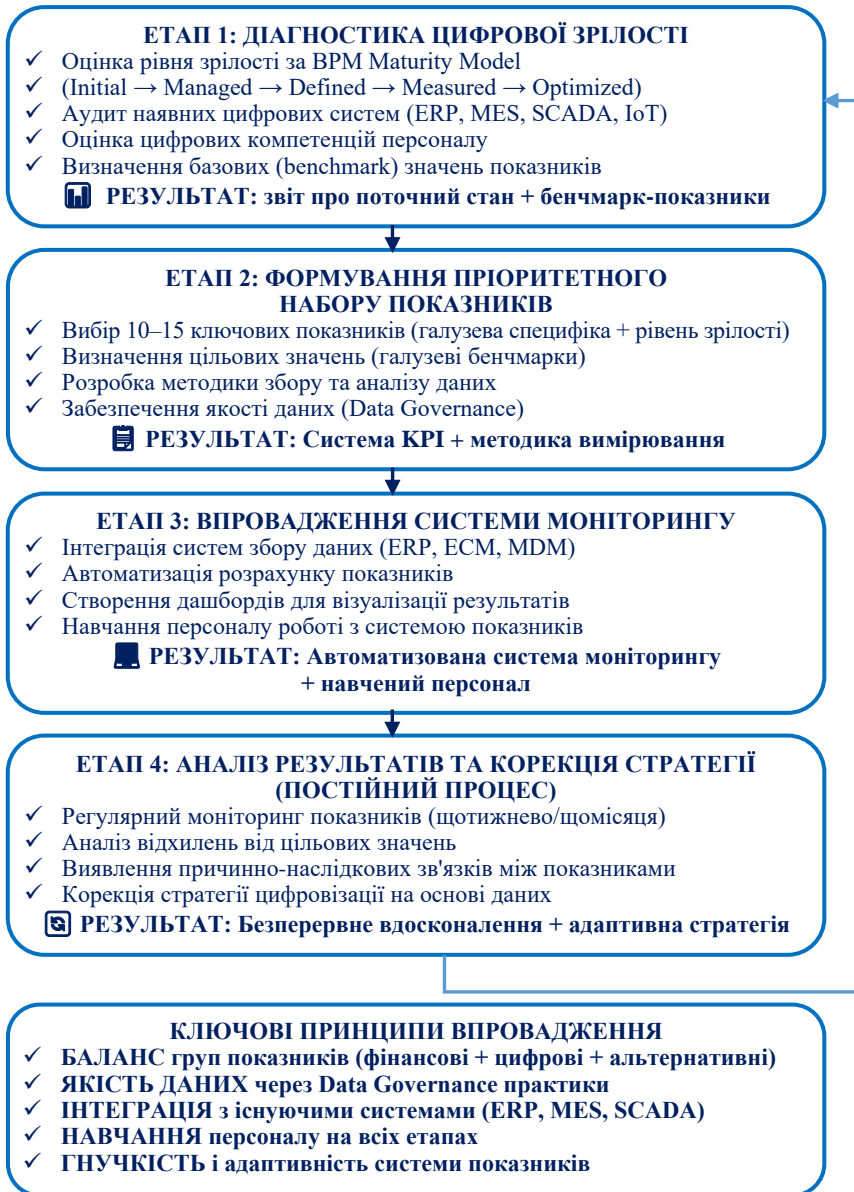 ЕТАП 1: ДІАГНОСТИКА ЦИФРОВОЇ ЗРІЛОСТІ
✓ Оцінка рівня зрілості за BPM Maturity Model
✓ (Initial → Managed → Defined → Measured → Optimized)
✓ Аудит наявних цифрових систем (ERP, MES, SCADA, IoT)
✓ Оцінка цифрових компетенцій персоналу
✓ Визначення базових (benchmark) значень показників
РЕЗУЛЬТАТ: звіт про поточний стан + бенчмарк-показники
ЕТАП 2: ФОРМУВАННЯ ПРІОРИТЕТНОГО
НАБОРУ ПОКАЗНИКІВ
✓ Вибір 10–15 ключових показників (галузева специфіка + рівень зрілості)
✓ Визначення цільових значень (галузеві бенчмарки)
✓ Розробка методики збору та аналізу даних
✓ Забезпечення якості даних (Data Governance)
РЕЗУЛЬТАТ: Система KPI + методика вимірювання
ЕТАП 3: ВПРОВАДЖЕННЯ СИСТЕМИ МОНІТОРИНГУ
✓ Інтеграція систем збору даних (ERP, ECM, MDM)
✓ Автоматизація розрахунку показників
✓ Створення дашбордів для візуалізації результатів
✓ Навчання персоналу роботі з системою показників
РЕЗУЛЬТАТ: Автоматизована система моніторингу
+ навчений персонал
ЕТАП 4: АНАЛІЗ РЕЗУЛЬТАТІВ ТА КОРЕКЦІЯ СТРАТЕГІЇ
(ПОСТІЙНИЙ ПРОЦЕС)
✓ Регулярний моніторинг показників (щотижнево/щомісяця)
✓ Аналіз відхилень від цільових значень
✓ Виявлення причинно-наслідкових зв'язків між показниками
✓ Корекція стратегії цифровізації на основі даних
РЕЗУЛЬТАТ: Безперервне вдосконалення + адаптивна стратегія
КЛЮЧОВІ ПРИНЦИПИ ВПРОВАДЖЕННЯ
✓ БАЛАНС груп показників (фінансові + цифрові + альтернативні)
✓ ЯКІСТЬ ДАНИХ через Data Governance практики
✓ ІНТЕГРАЦІЯ з існуючими системами (ERP, MES, SCADA)
✓ НАВЧАННЯ персоналу на всіх етапах
✓ ГНУЧКІСТЬ і адаптивність системи показників